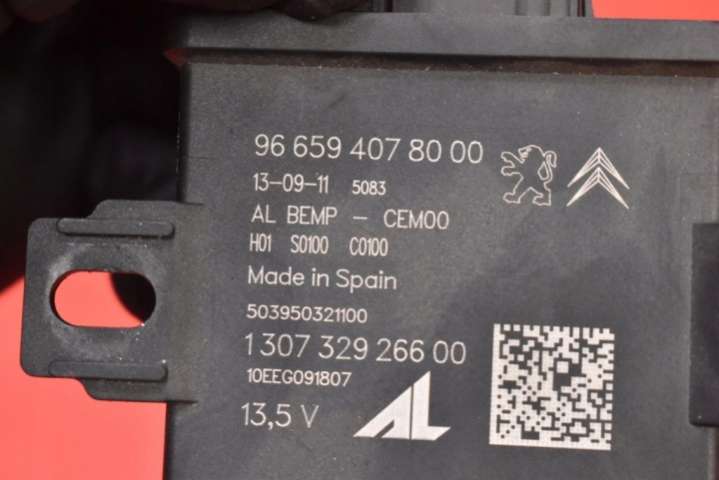 96 659 407 80 00
13-09-11 5083
AL BEMP - CEM00
H01 S0100 C0100
Made in Spain
503950321100
1 307 329 266 00
10EEG091807
13,5 V AL